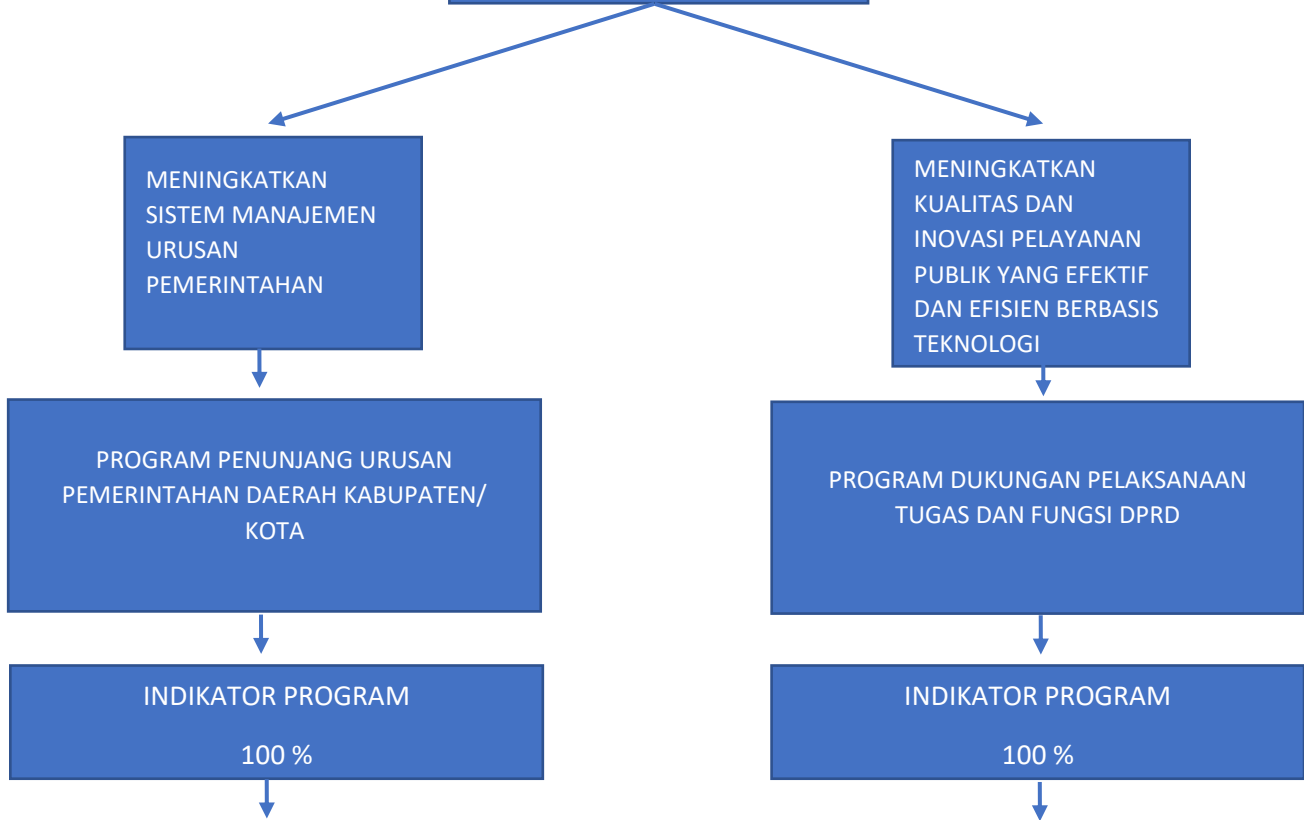 MENINGKATKAN
SISTEM MANAJEMEN
URUSAN
PEMERINTAHAN
MENINGKATKAN
KUALITAS DAN
INOVASI PELAYANAN
PUBLIK YANG EFEKTIF
DAN EFISIEN BERBASIS
TEKNOLOGI
PROGRAM PENUNJANG URUSAN
PEMERINTAHAN DAERAH KABUPATEN/
KOTA
PROGRAM DUKUNGAN PELAKSANAAN
TUGAS DAN FUNGSI DPRD
INDIKATOR PROGRAM
100 %
INDIKATOR PROGRAM
100 %